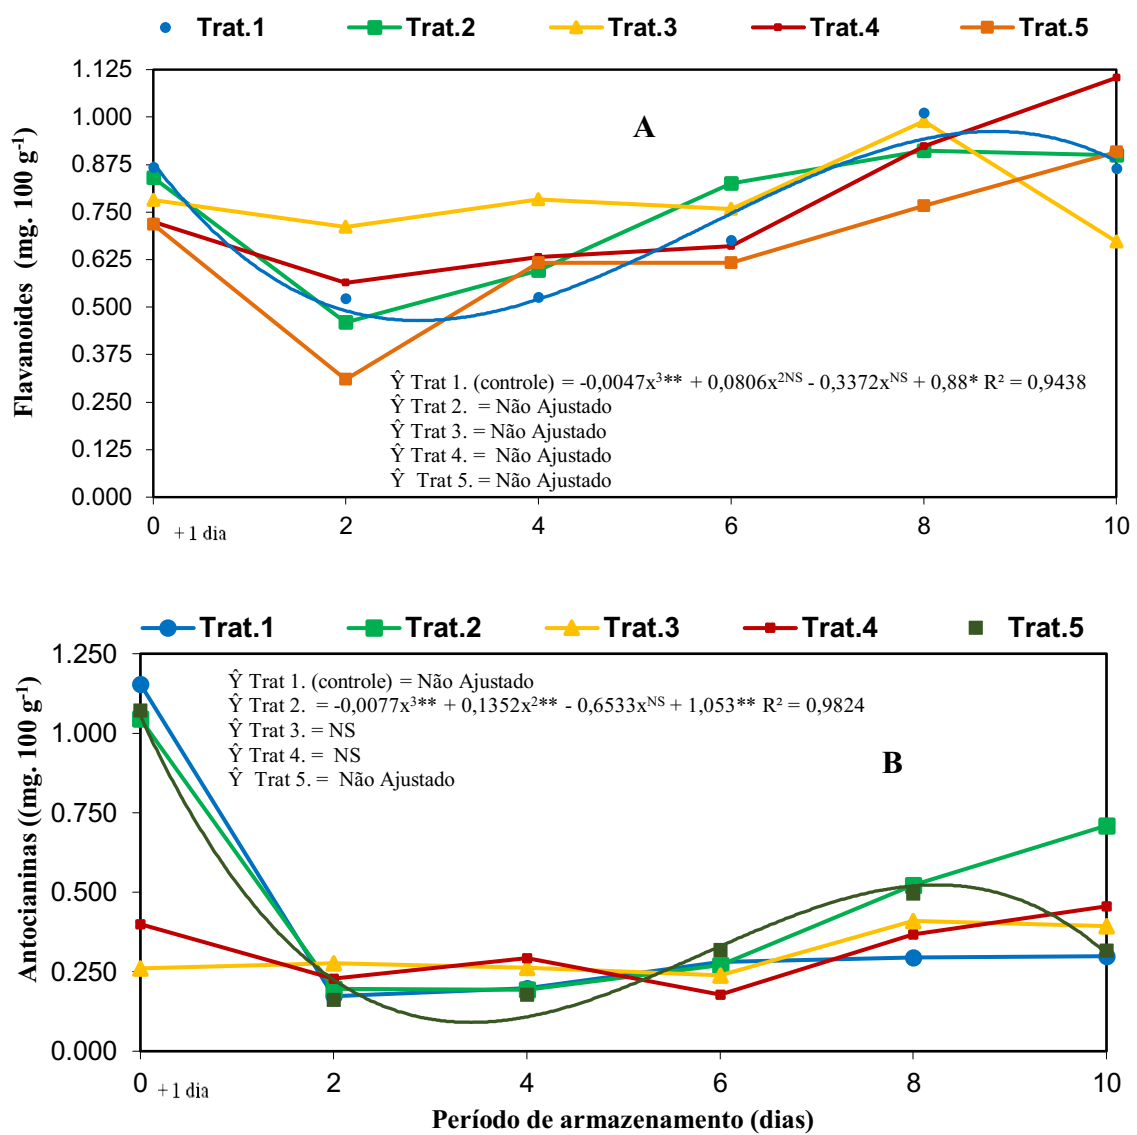 Trat.1 Trat.2 Trat.3 Trat.4 Trat.5
1.125
1.000
0.875
0.750
0.625
0.500
0.375
0.250
0.125
0.000
Flavanoides (mg. 100 g-1)
A
Ŷ Trat 1. (controle) = -0,0047x3** + 0,0806x2NS - 0,3372xNS + 0,88* R² = 0,9438
Ŷ Trat 2. = Não Ajustado
Ŷ Trat 3. = Não Ajustado
Ŷ Trat 4. = Não Ajustado
Ŷ Trat 5. = Não Ajustado
0 2 4 6 8 10
+ 1 dia
Trat.1 Trat.2 Trat.3 Trat.4 Trat.5
1.250
1.000
0.750
0.500
0.250
0.000
Antocianinas ((mg. 100 g-1)
Ŷ Trat 1. (controle) = Não Ajustado
Ŷ Trat 2. = -0,0077x3** + 0,1352x2** - 0,6533xNS + 1,053** R² = 0,9824
Ŷ Trat 3. = NS
Ŷ Trat 4. = NS
Ŷ Trat 5. = Não Ajustado
B
0 2 4 6 8 10
+ 1 dia
Período de armazenamento (dias)